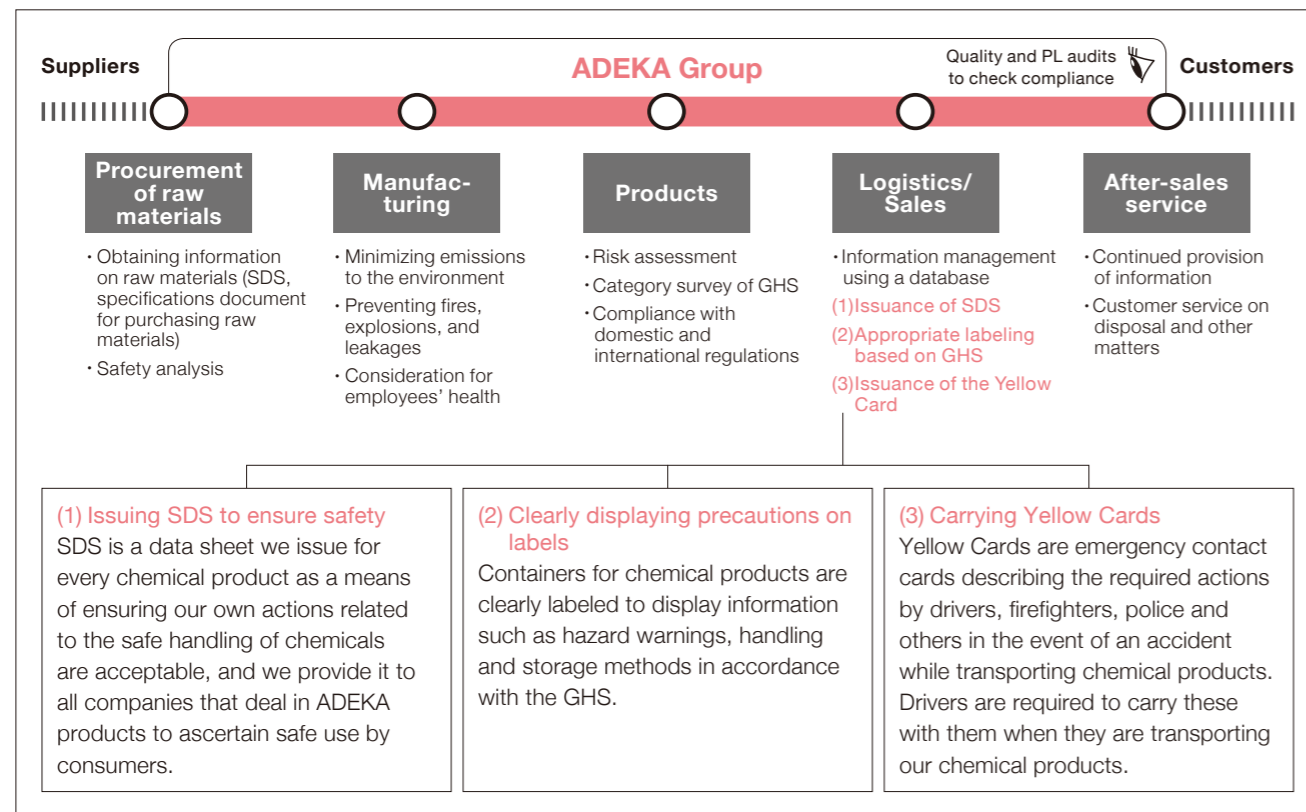 Suppliers
ADEKA Group
Quality and PL audits
to check compliance
Customers
Procurement
of raw
materials
・Obtaining information
on raw materials (SDS,
specifications document
for purchasing raw
materials)
・Safety analysis
Manufac-
turing
・Minimizing emissions
to the environment
・Preventing fires,
explosions, and
leakages
・Consideration for
employees’ health
Products
・Risk assessment
・Category survey of GHS
・Compliance with
domestic and
international regulations
Logistics/
Sales
・Information management
using a database
(1)Issuance of SDS
(2)Appropriate labeling
based on GHS
(3)Issuance of the Yellow
Card
After-sales
service
・Continued provision
of information
・Customer service on
disposal and other
matters
(1) Issuing SDS to ensure safety
SDS is a data sheet we issue for
every chemical product as a means
of ensuring our own actions related
to the safe handling of chemicals
are acceptable, and we provide it to
all companies that deal in ADEKA
products to ascertain safe use by
consumers.
(2) Clearly displaying precautions on
labels
Containers for chemical products are
clearly labeled to display information
such as hazard warnings, handling
and storage methods in accordance
with the GHS.
(3) Carrying Yellow Cards
Yellow Cards are emergency contact
cards describing the required actions
by drivers, firefighters, police and
others in the event of an accident
while transporting chemical products.
Drivers are required to carry these
with them when they are transporting
our chemical products.